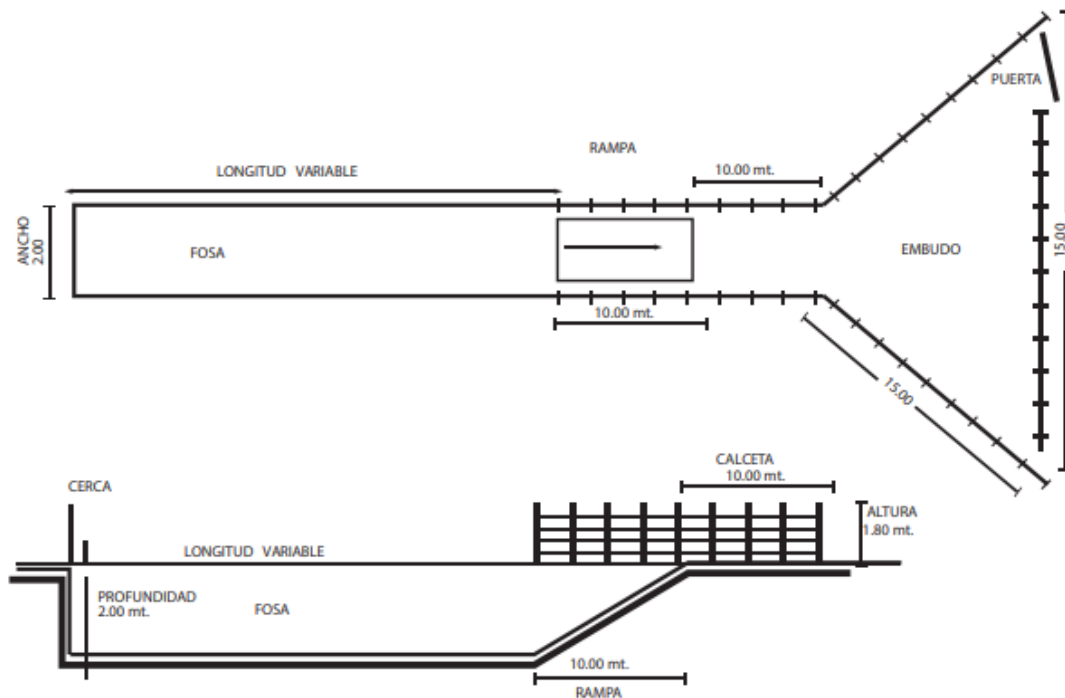 PUERTA
RAMPA
10.00 mt.
LONGITUD VARIABLE
ANCHO
2.00
FOSA
EMBUDO
15.00
10.00 mt.
15.00
CALCETA
10.00 mt.
CERCA
ALTURA
1.80 mt.
LONGITUD VARIABLE
PROFUNDIDAD
2.00 mt.
FOSA
10.00 mt.
RAMPA